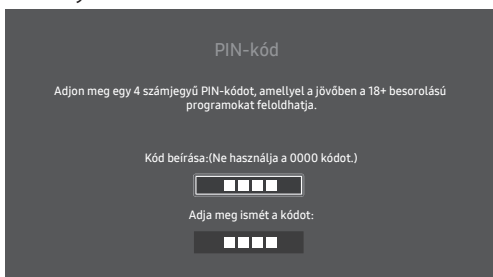 PIN-kód
Adjon meg egy 4 számjegyű PIN-kódot, amellyel a jövőben a 18+ besorolású
programokat feloldhatja.
Kód beírása:(Ne használja a 0000 kódot.)
Adja meg ismét a kódot: